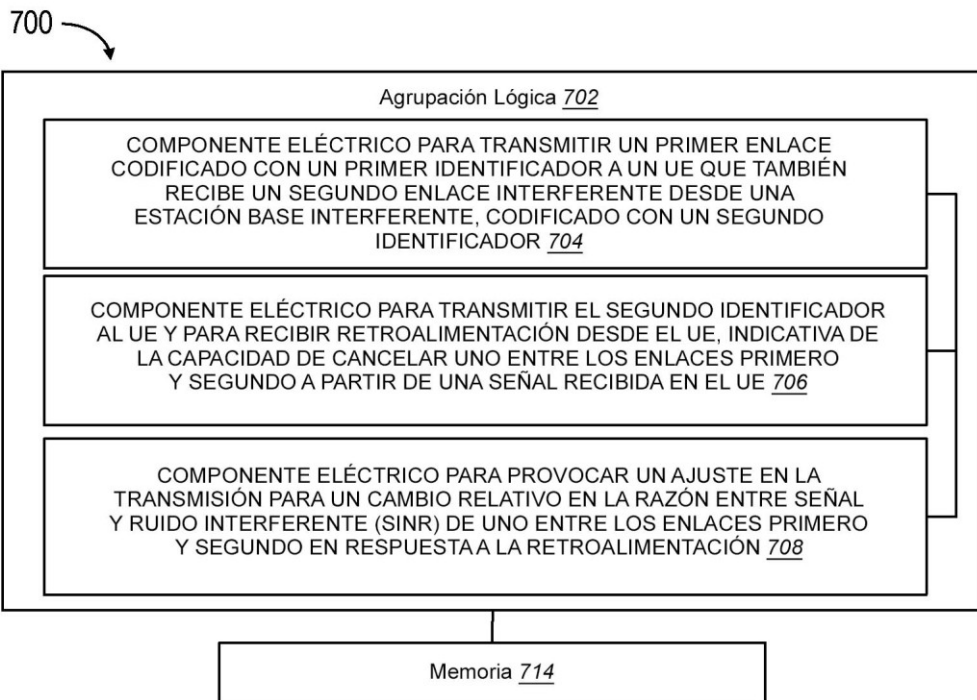 700
Agrupación Lógica 702
COMPONENTE ELÉCTRICO PARA TRANSMITIR UN PRIMER ENLACE
CODIFICADO CON UN PRIMER IDENTIFICADOR A UN UE QUE TAMBIÉN
RECIBE UN SEGUNDO ENLACE INTERFERENTE DESDE UNA
ESTACIÓN BASE INTERFERENTE, CODIFICADO CON UN SEGUNDO
IDENTIFICADOR 704
COMPONENTE ELÉCTRICO PARA TRANSMITIR EL SEGUNDO IDENTIFICADOR
AL UE Y PARA RECIBIR RETROALIMENTACIÓN DESDE EL UE, INDICATIVA DE
LA CAPACIDAD DE CANCELAR UNO ENTRE LOS ENLACES PRIMERO
Y SEGUNDO A PARTIR DE UNA SEÑAL RECIBIDA EN EL UE 706
COMPONENTE ELÉCTRICO PARA PROVOCAR UN AJUSTE EN LA
TRANSMISIÓN PARA UN CAMBIO RELATIVO EN LA RAZÓN ENTRE SEÑAL
Y RUIDO INTERFERENTE (SINR) DE UNO ENTRE LOS ENLACES PRIMERO
Y SEGUNDO EN RESPUESTA A LA RETROALIMENTACIÓN 708
Memoria 714